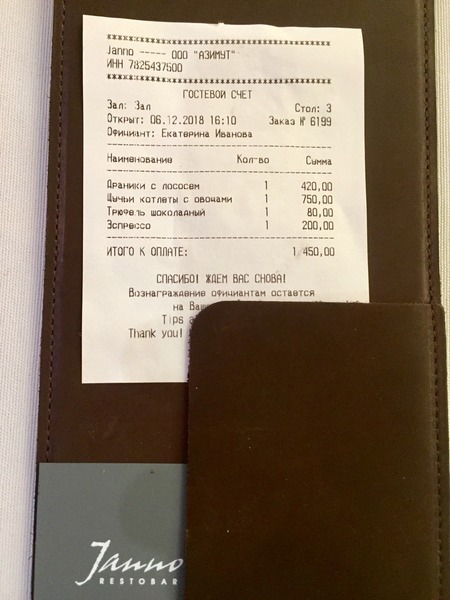 ************************************
Janno ----- ООО "АЗИМУТ"
ИНН 7825437500
************************************
ГОСТЕВОЙ СЧЕТ
Зал: Зал Стол: 3
Открыт: 06.12.2018 16:10 Заказ № 6199
Официант: Екатерина Иванова
Наименование Кол-во Сумма
Драники с лососем 1 420,00
Щучьи котлеты с овощами 1 750,00
Трюфель шоколадный 1 80,00
Эспрессо 1 200,00
ИТОГО К ОПЛАТЕ: 1 450,00
СПАСИБО! ЖДЕМ ВАС СНОВА!
Вознаграждение официантам остается
на Ваше
Tips a
Thank you!
Janno
RESTOBAR